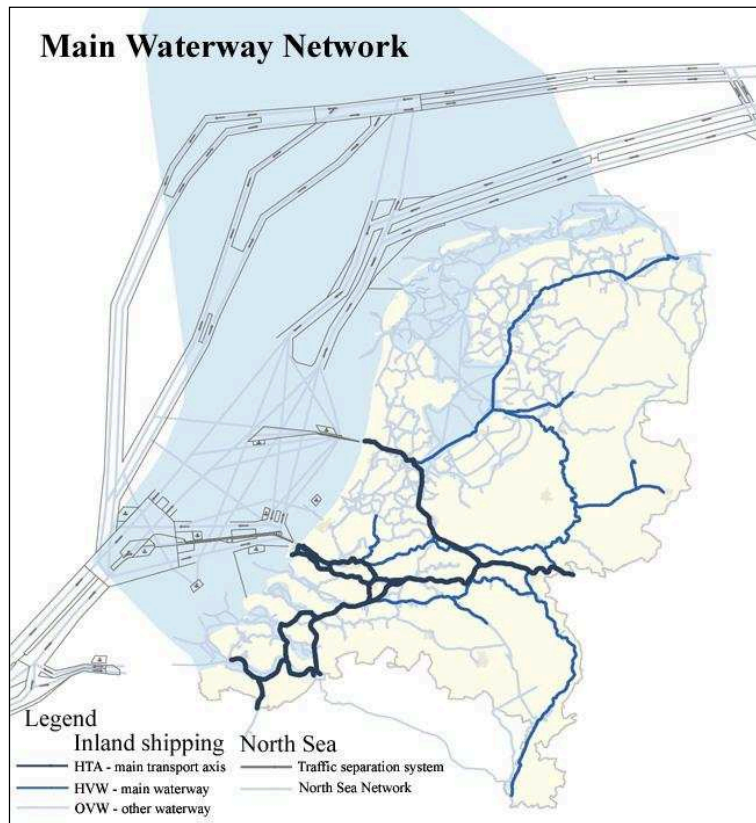 Main Waterway Network
Legend
Inland shipping
HTA - main transport axis
HVW - main waterway
OVW - other waterway
North Sea
Traffic separation system
North Sea Network